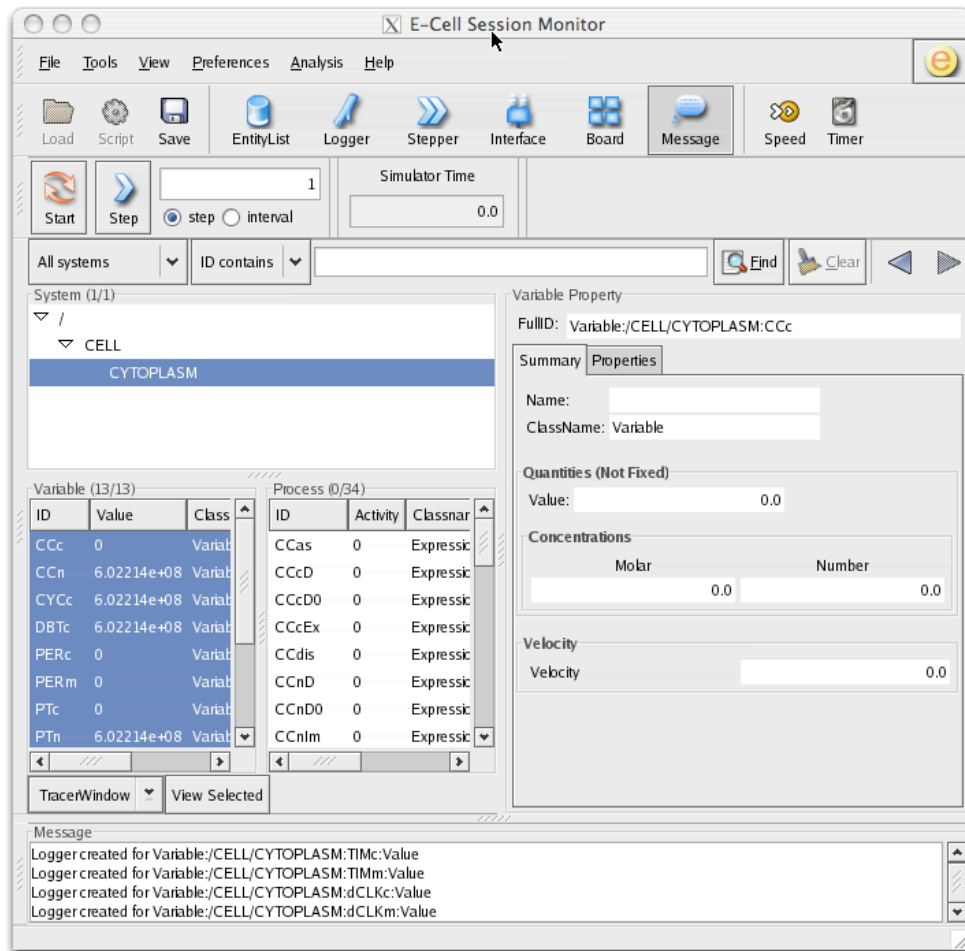 X E-Cell Session Monitor
File Tools View Preferences Analysis Help
e
Load Script Save EntityList Logger Stepper Interface Board Message Speed Timer
1
Simulator Time
Start Step step interval 0.0
All systems ID contains Find Clear
System (1/1)
/
CELL
CYTOPLASM
Variable Property
FullID: Variable:/CELL/CYTOPLASM:CCc
Summary Properties
Name:
ClassName: Variable
Quantities (Not Fixed)
Value: 0.0
Concentrations
Molar Number
0.0 0.0
Velocity
Velocity 0.0
Variable (13/13)
ID Value Class
CCc 0 Variab
CCn 6.02214e+08 Variab
CYCc 6.02214e+08 Variab
DBTc 6.02214e+08 Variab
PERc 0 Variab
PERm 0 Variab
PTc 0 Variab
PTn 6.02214e+08 Variab
Process (0/34)
ID Activity Classnar
CCas 0 Expressic
CCcD 0 Expressic
CCcD0 0 Expressic
CCcEx 0 Expressic
CCdis 0 Expressic
CCnD 0 Expressic
CCnD0 0 Expressic
CCnIm 0 Expressic
TracerWindow View Selected
Message
Logger created for Variable:/CELL/CYTOPLASM:TIMc:Value
Logger created for Variable:/CELL/CYTOPLASM:TIMm:Value
Logger created for Variable:/CELL/CYTOPLASM:dCLKc:Value
Logger created for Variable:/CELL/CYTOPLASM:dCLKm:Value